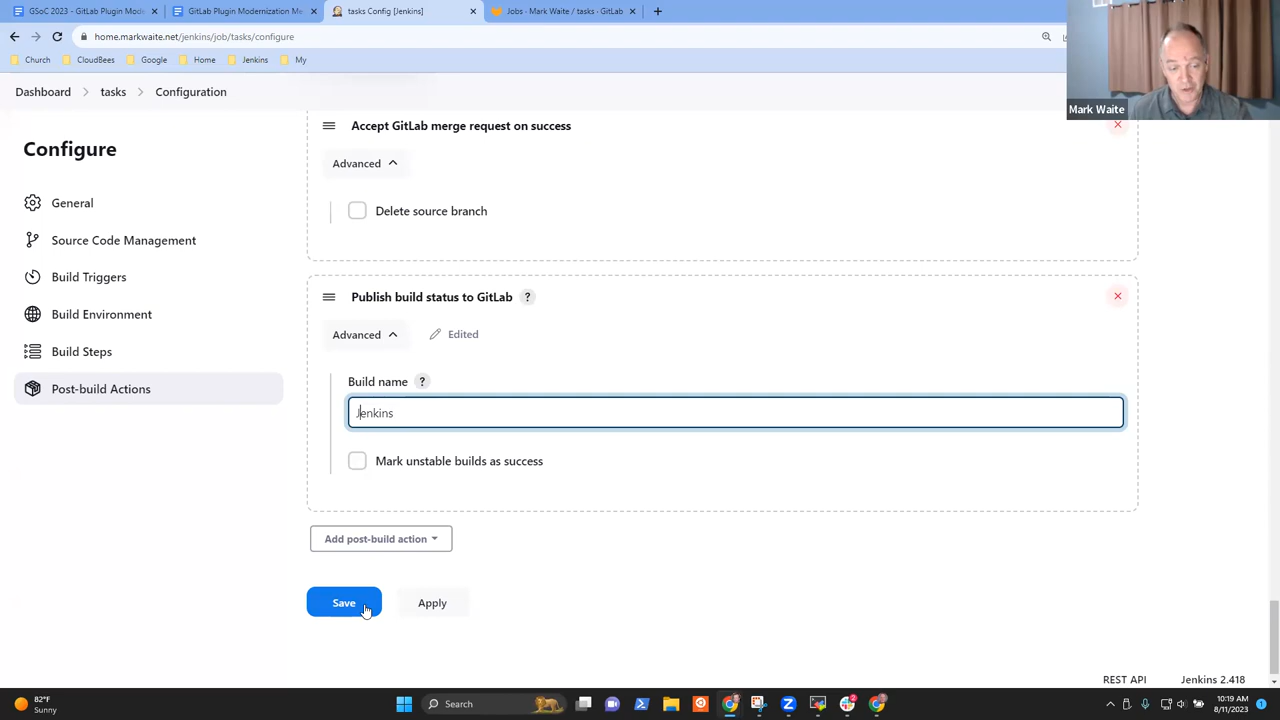 GSoC 2023 - GitLab Plugin Modern
GitLab Plugin Modernization Me
tasks Config [Jenkins]
Jobs - Mark Waite / tasks · GitLab
home.markwaite.net/jenkins/job/tasks/configure
Church
CloudBees
Google
Home
Jenkins
My
Mark Waite
Dashboard
tasks
Configuration
Configure
General
Source Code Management
Build Triggers
Build Environment
Build Steps
Post-build Actions
Accept GitLab merge request on success
Advanced
Delete source branch
Publish build status to GitLab ?
Advanced
Edited
Build name ?
Jenkins
Mark unstable builds as success
Add post-build action
Save
Apply
REST API
Jenkins 2.418
82°F
Sunny
Search
10:19 AM
8/11/2023